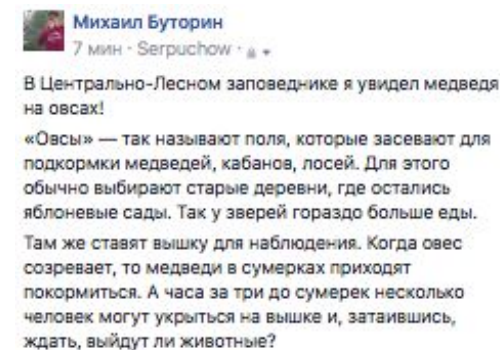 Михаил Буторин
7 мин · Serpuchow ·
В Центрально-Лесном заповеднике я увидел медведя
на овсах!
«Овсы» — так называют поля, которые засевают для
подкормки медведей, кабанов, лосей. Для этого
обычно выбирают старые деревни, где остались
яблоневые сады. Так у зверей гораздо больше еды.
Там же ставят вышку для наблюдения. Когда овес
созревает, то медведи в сумерках приходят
покормиться. А часа за три до сумерек несколько
человек могут укрыться на вышке и, затаившись,
ждать, выйдут ли животные?